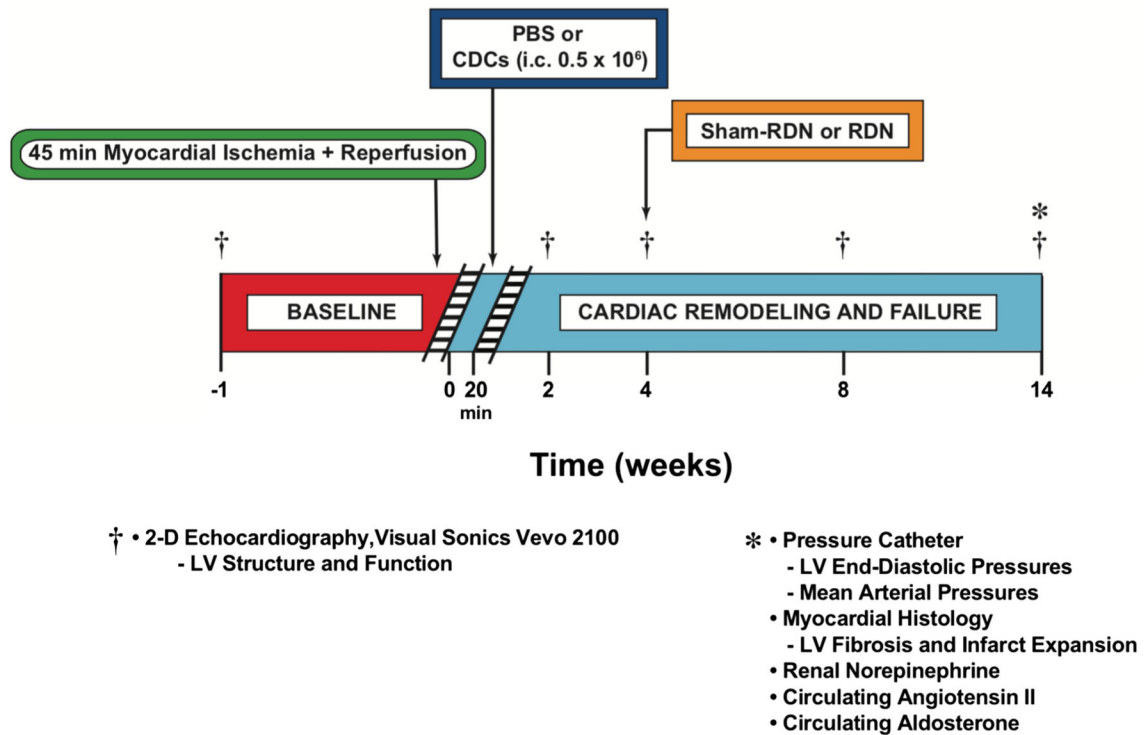 PBS or
CDCs (i.c. 0.5 x 10⁶)
Sham-RDN or RDN
45 min Myocardial Ischemia + Reperfusion
*
† † † † †
BASELINE
CARDIAC REMODELING AND FAILURE
-1 0 20 2 4 8 14
min
Time (weeks)
† • 2-D Echocardiography,Visual Sonics Vevo 2100
- LV Structure and Function
* • Pressure Catheter
- LV End-Diastolic Pressures
- Mean Arterial Pressures
• Myocardial Histology
- LV Fibrosis and Infarct Expansion
• Renal Norepinephrine
• Circulating Angiotensin II
• Circulating Aldosterone